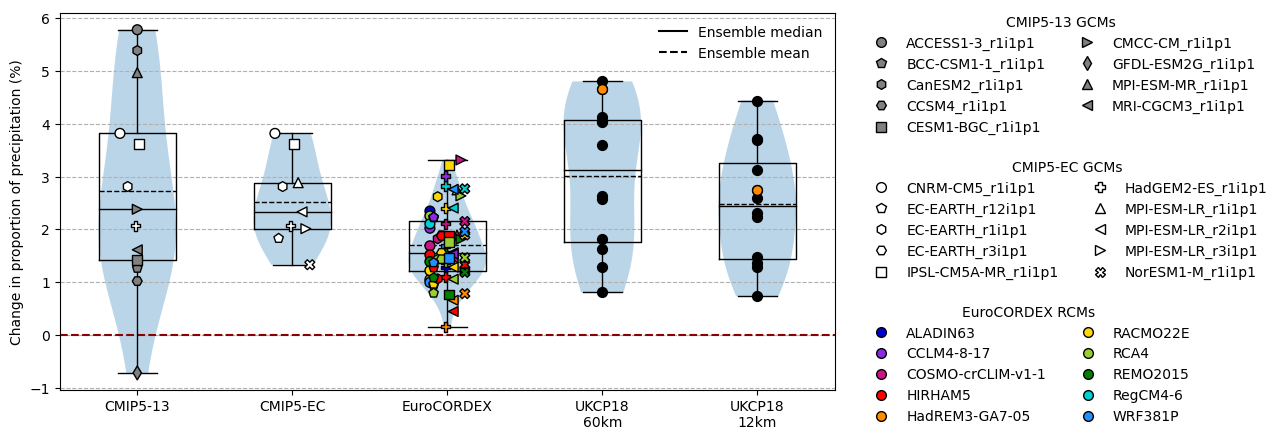 Change in proportion of precipitation (%)
6
5
4
3
2
1
0
−1
Ensemble median
Ensemble mean
CMIP5-13
CMIP5-EC
EuroCORDEX
UKCP18
60km
UKCP18
12km
CMIP5-13 GCMs
ACCESS1-3_r1i1p1
BCC-CSM1-1_r1i1p1
CanESM2_r1i1p1
CCSM4_r1i1p1
CESM1-BGC_r1i1p1
CMCC-CM_r1i1p1
GFDL-ESM2G_r1i1p1
MPI-ESM-MR_r1i1p1
MRI-CGCM3_r1i1p1
CMIP5-EC GCMs
CNRM-CM5_r1i1p1
EC-EARTH_r12i1p1
EC-EARTH_r1i1p1
EC-EARTH_r3i1p1
IPSL-CM5A-MR_r1i1p1
HadGEM2-ES_r1i1p1
MPI-ESM-LR_r1i1p1
MPI-ESM-LR_r2i1p1
MPI-ESM-LR_r3i1p1
NorESM1-M_r1i1p1
EuroCORDEX RCMs
ALADIN63
CCLM4-8-17
COSMO-crCLIM-v1-1
HIRHAM5
HadREM3-GA7-05
RACMO22E
RCA4
REMO2015
RegCM4-6
WRF381P